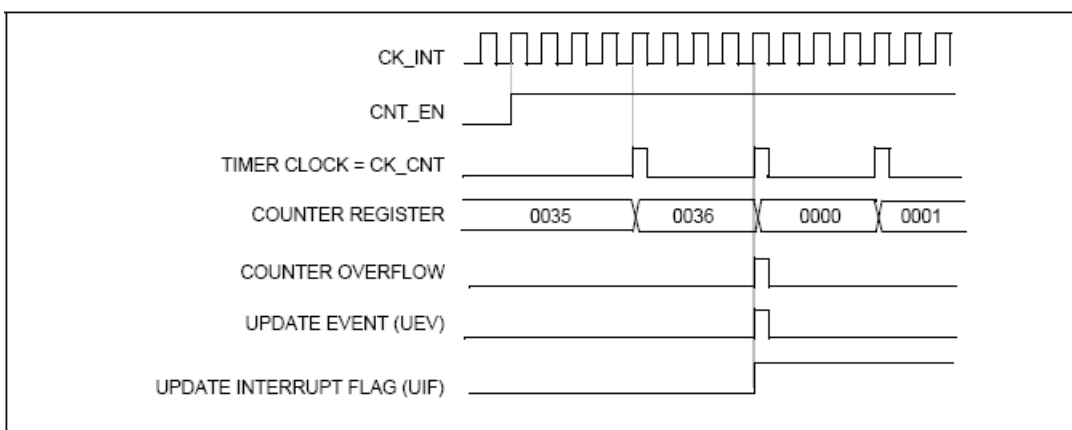 CK_INT
CNT_EN
TIMER CLOCK = CK_CNT
COUNTER REGISTER 0035 0036 0000 0001
COUNTER OVERFLOW
UPDATE EVENT (UEV)
UPDATE INTERRUPT FLAG (UIF)